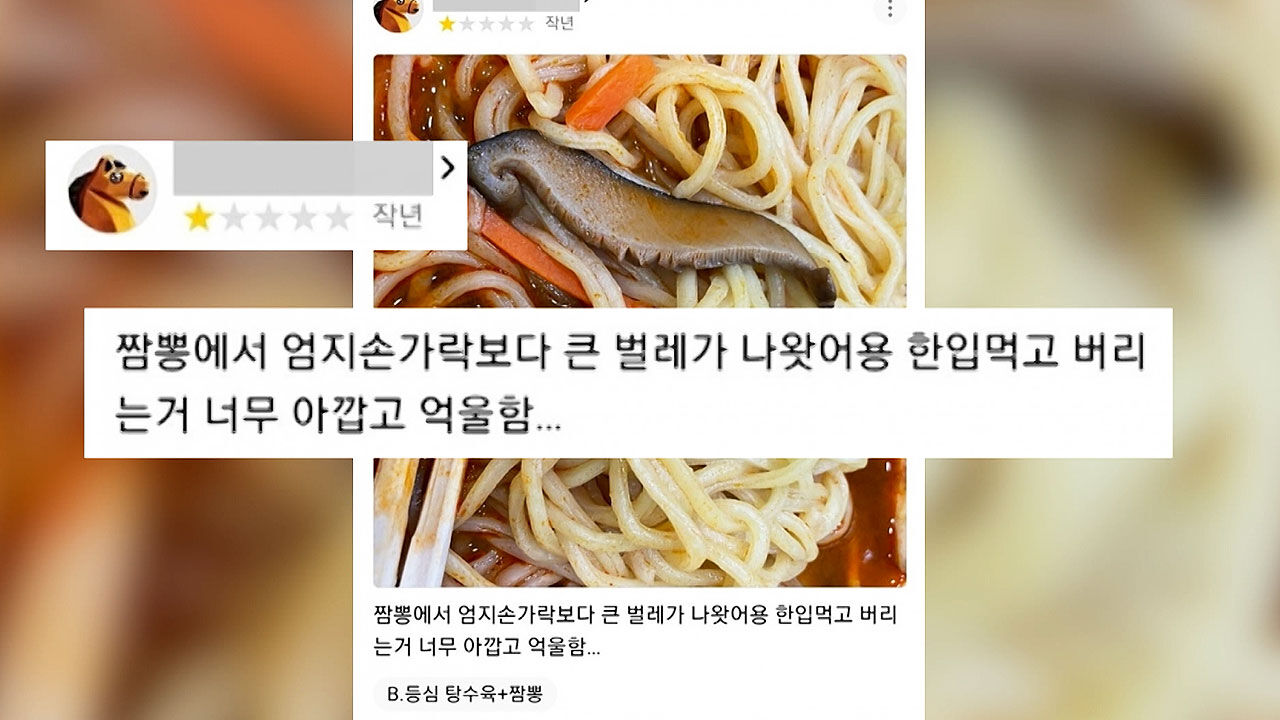 작년
작년
짬뽕에서 엄지손가락보다 큰 벌레가 나왓어용 한입먹고 버리
는거 너무 아깝고 억울함...
짬뽕에서 엄지손가락보다 큰 벌레가 나왓어용 한입먹고 버리
는거 너무 아깝고 억울함...
B.등심 탕수육+짬뽕